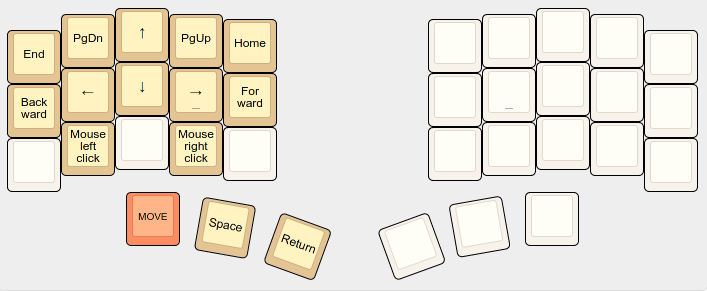 End
PgDn
↑
PgUp
Home
Back
ward
←
↓
→
_
For
ward
_
Mouse
left
click
Mouse
right
click
MOVE
Space
Return